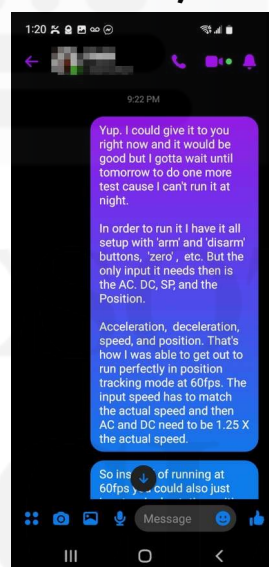 1:20
9:22 PM
Yup. I could give it to you
right now and it would be
good but I gotta wait until
tomorrow to do one more
test cause I can't run it at
night.
In order to run it I have it all
setup with 'arm' and 'disarm'
buttons, 'zero', etc. But the
only input it needs then is
the AC. DC, SP, and the
Position.
Acceleration, deceleration,
speed, and position. That's
how I was able to get out to
run perfectly in position
tracking mode at 60fps. The
input speed has to match
the actual speed and then
AC and DC need to be 1.25 X
the actual speed.
So of running at
60fps you could also just
Message